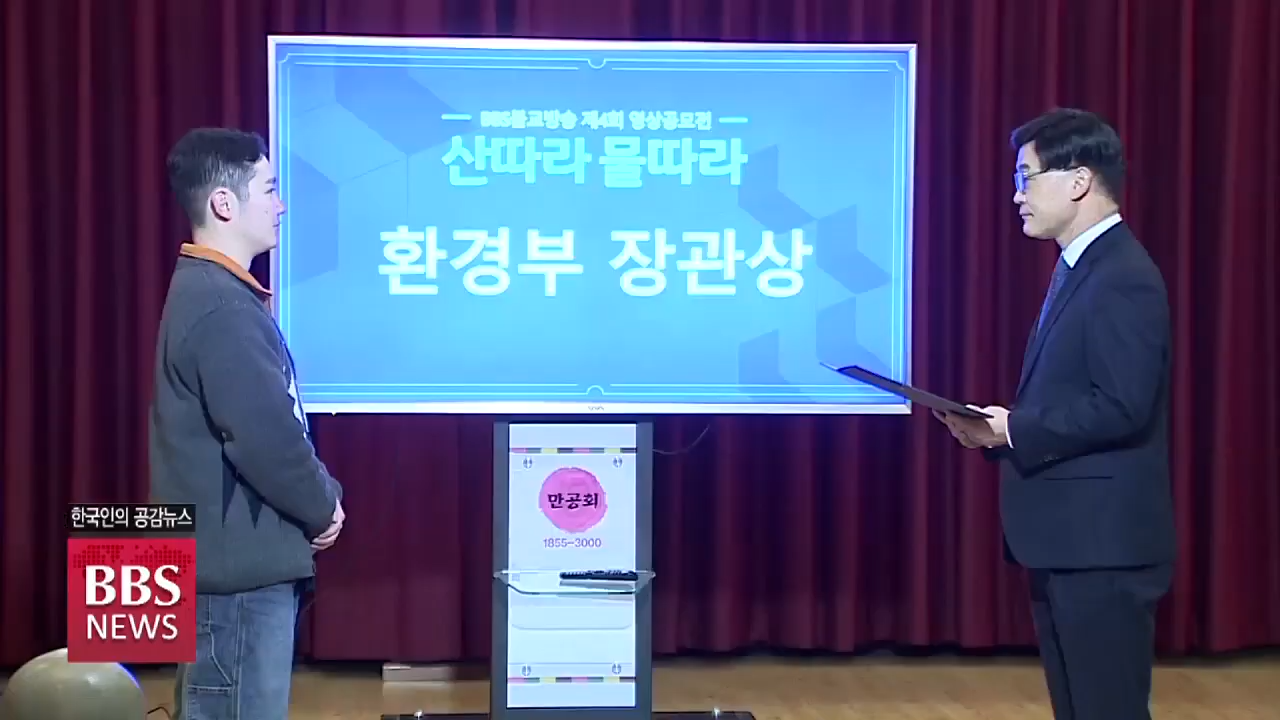 BBS불교방송 제4회 영상공모전
산따라 물따라
환경부 장관상
만공회
1855-3000
한국인의 공감뉴스
BBS
NEWS